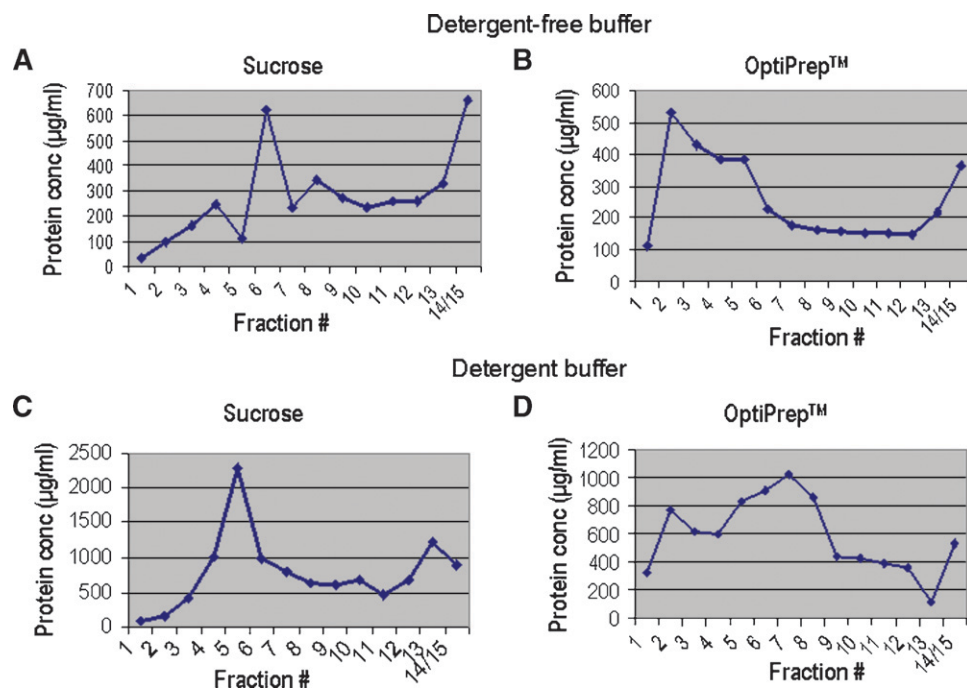 Detergent-free buffer
A
Sucrose
Protein conc (µg/ml)
700
600
500
400
300
200
100
0
1 2 3 4 5 6 7 8 9 10 11 12 13 14/15
Fraction #
B
OptiPrep™
Protein conc (µg/ml)
600
500
400
300
200
100
0
1 2 3 4 5 6 7 8 9 10 11 12 13 14/15
Fraction #
Detergent buffer
C
Sucrose
Protein conc (µg/ml)
2500
2000
1500
1000
500
0
1 2 3 4 5 6 7 8 9 10 11 12 13 14/15
Fraction #
D
OptiPrep™
Protein conc (µg/ml)
1200
1000
800
600
400
200
0
1 2 3 4 5 6 7 8 9 10 11 12 13 14/15
Fraction #